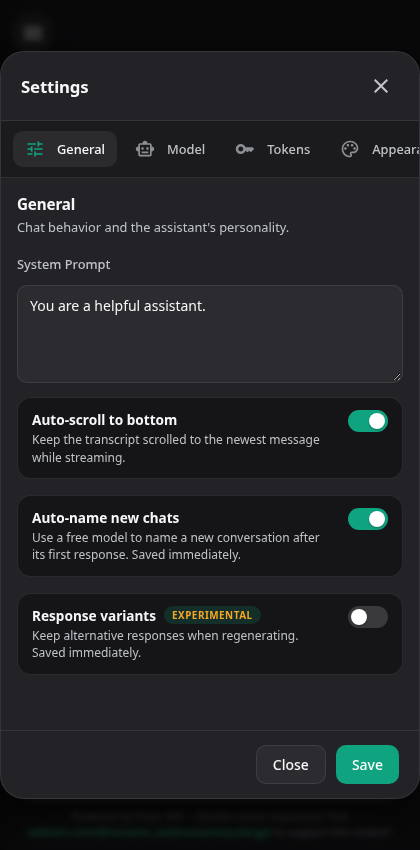 Settings
General Model Tokens Appeara
General
Chat behavior and the assistant's personality.
System Prompt
You are a helpful assistant.
Auto-scroll to bottom
Keep the transcript scrolled to the newest message
while streaming.
Auto-name new chats
Use a free model to name a new conversation after
its first response. Saved immediately.
Response variants EXPERIMENTAL
Keep alternative responses when regenerating.
Saved immediately.
Close Save